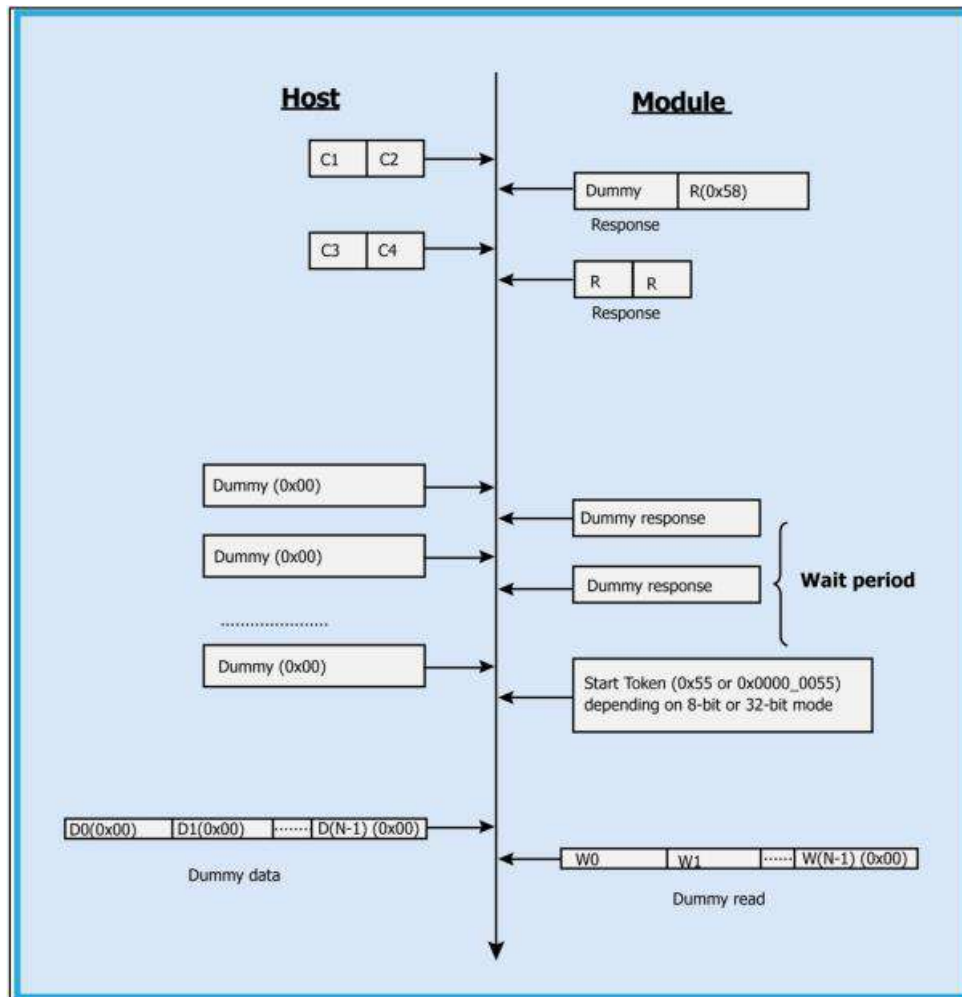 Host
Module
C1 C2
Dummy R(0x58)
Response
C3 C4
R R
Response
Dummy (0x00)
Dummy response
Dummy (0x00)
Dummy response
Wait period
.......................
Dummy (0x00)
Start Token (0x55 or 0x0000_0055)
depending on 8-bit or 32-bit mode
D0(0x00) D1(0x00) ....... D(N-1) (0x00)
W0 W1 ...... W(N-1) (0x00)
Dummy data
Dummy read